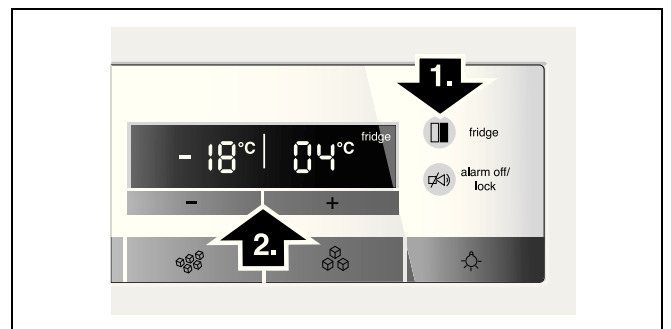 1.
- 18°C 04°C fridge
fridge
alarm off/
lock
- +
2.